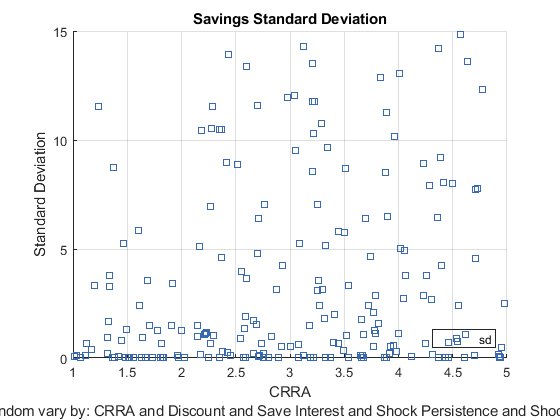 Savings Standard Deviation
15
10
5
0
Standard Deviation
sd
1
1.5
2
2.5
3
3.5
4
4.5
5
CRRA
ndom vary by: CRRA and Discount and Save Interest and Shock Persistence and Sho